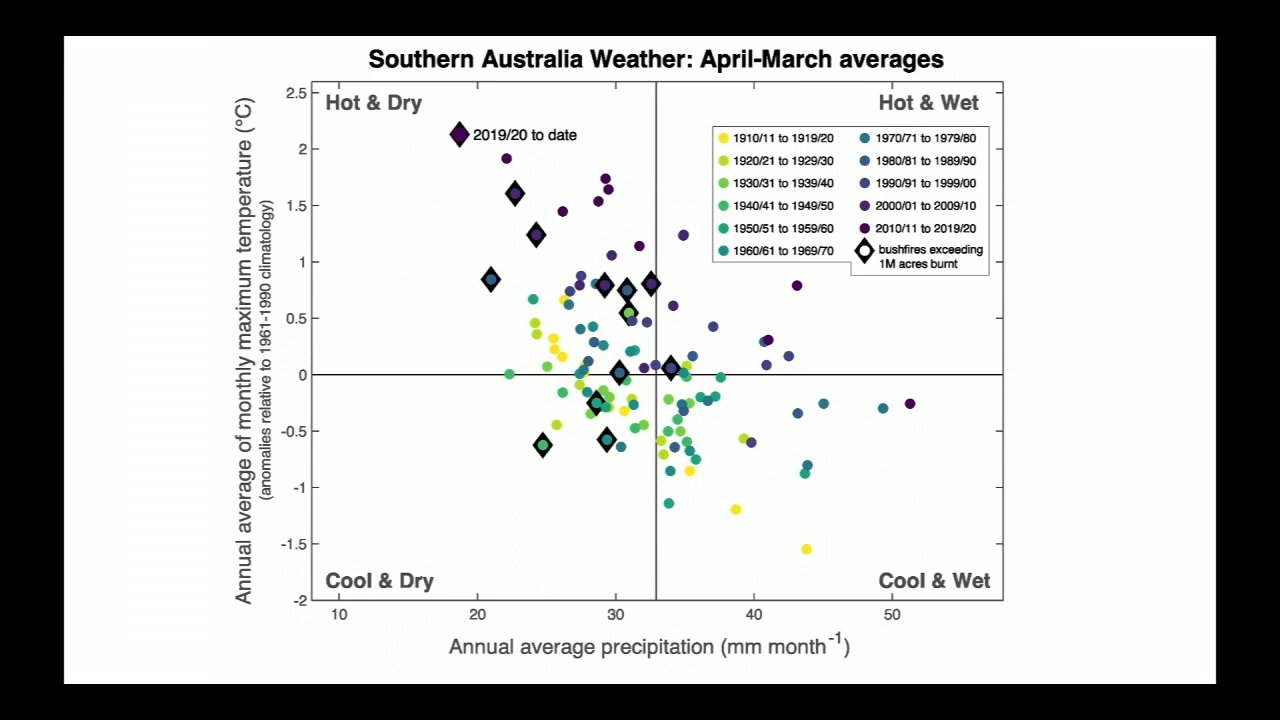 Southern Australia Weather: April-March averages
Hot & Dry
Hot & Wet
2019/20 to date
1910/11 to 1919/20
1920/21 to 1929/30
1930/31 to 1939/40
1940/41 to 1949/50
1950/51 to 1959/60
1960/61 to 1969/70
1970/71 to 1979/80
1980/81 to 1989/90
1990/91 to 1999/00
2000/01 to 2009/10
2010/11 to 2019/20
bushfires exceeding
1M acres burnt
Annual average of monthly maximum temperature (°C)
(anomalies relative to 1961-1990 climatology)
2.5
2
1.5
1
0.5
0
-0.5
-1
-1.5
-2
Cool & Dry
Cool & Wet
10 20 30 40 50
Annual average precipitation (mm month⁻¹)